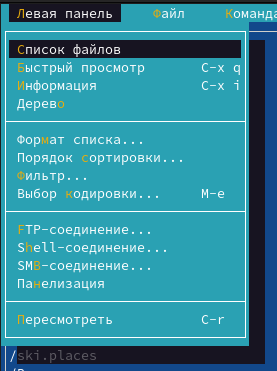 Левая панель Файл Команда
Список файлов
Быстрый просмотр C-x q
Информация C-x i
Дерево
Формат списка...
Порядок сортировки...
Фильтр...
Выбор кодировки... M-e
FTP-соединение...
Shell-соединение...
SMB-соединение...
Панелизация
Пересмотреть C-r
/ski.places